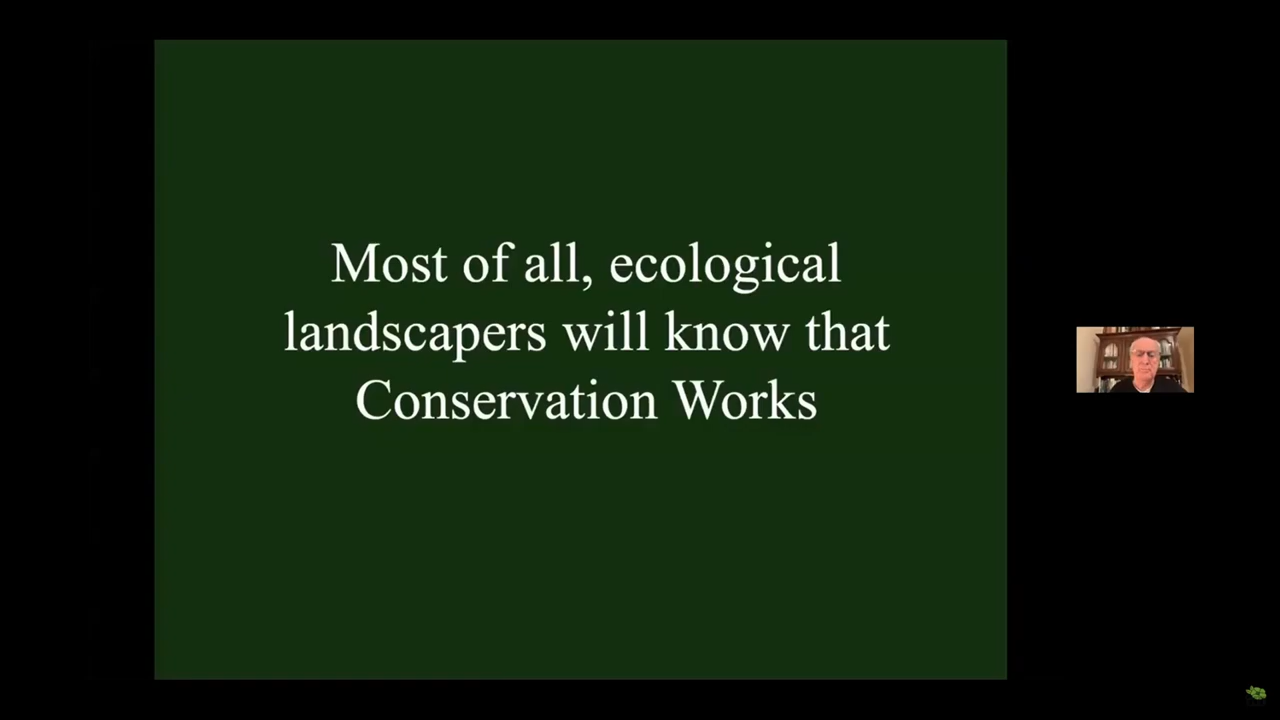 Most of all, ecological
landscapers will know that
Conservation Works